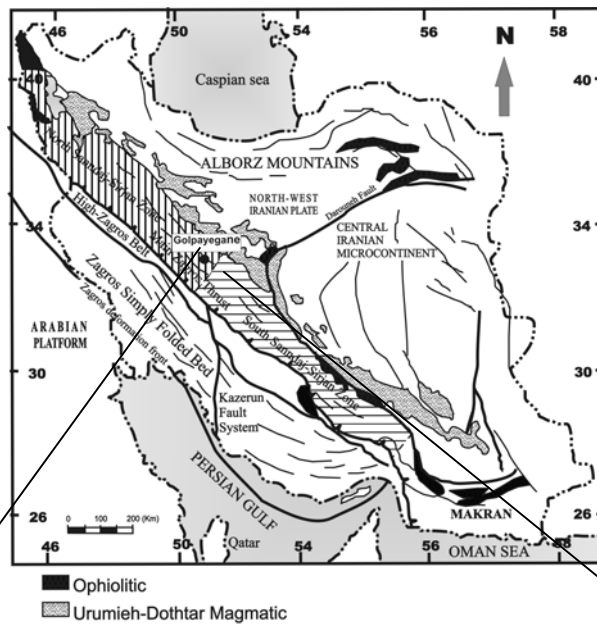 46 50 54 56
N
40 40
Caspian sea
ALBORZ MOUNTAINS
North Sanndaj-Sirjan Zone
NORTH-WEST
IRANIAN PLATE
Darouneh Fault
34 34
High-Zagros Belt
Golpayegane
CENTRAL
IRANIAN
MICROCONTINENT
Thrust
Zagros Simply Folded Bed
Zagros deformation front
ARABIAN
PLATFORM
South Sanndaj-Sirjan Zone
30 30
Kazerun
Fault
System
PERSIAN GULF
26 26
0 100 200 (Km)
MAKRAN
Qatar
OMAN SEA
46 50 54 56 58
Ophiolitic
Urumieh-Dothtar Magmatic